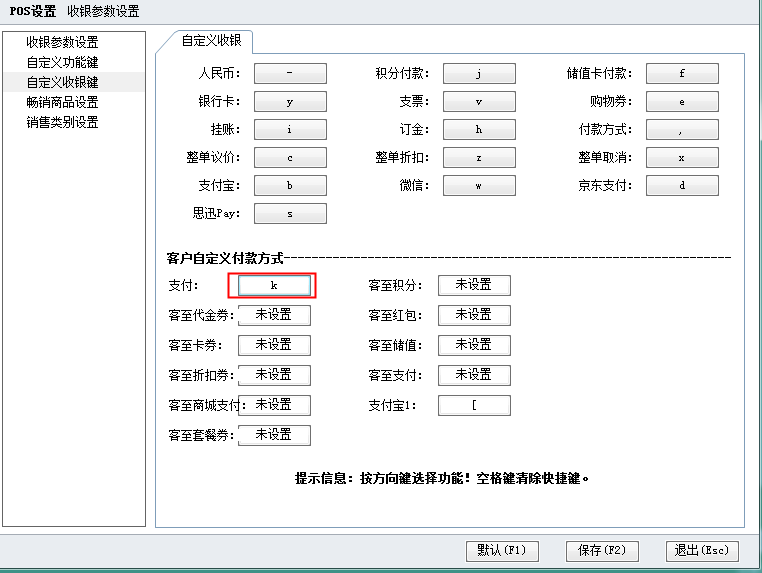 POS设置 收银参数设置
收银参数设置
自定义功能键
自定义收银键
畅销商品设置
销售类别设置
自定义收银
人民币: - 积分付款: j 储值卡付款: f
银行卡: y 支票: v 购物券: e
挂账: i 订金: h 付款方式: ,
整单议价: c 整单折扣: z 整单取消: x
支付宝: b 微信: w 京东支付: d
思迅Pay: s
客户自定义付款方式
支付: k 客至积分: 未设置
客至代金券: 未设置 客至红包: 未设置
客至卡券: 未设置 客至储值: 未设置
客至折扣券: 未设置 客至支付: 未设置
客至商城支付: 未设置 支付宝1: [
客至套餐券: 未设置
提示信息: 按方向键选择功能! 空格键清除快捷键。
默认(F1) 保存(F2) 退出(Esc)